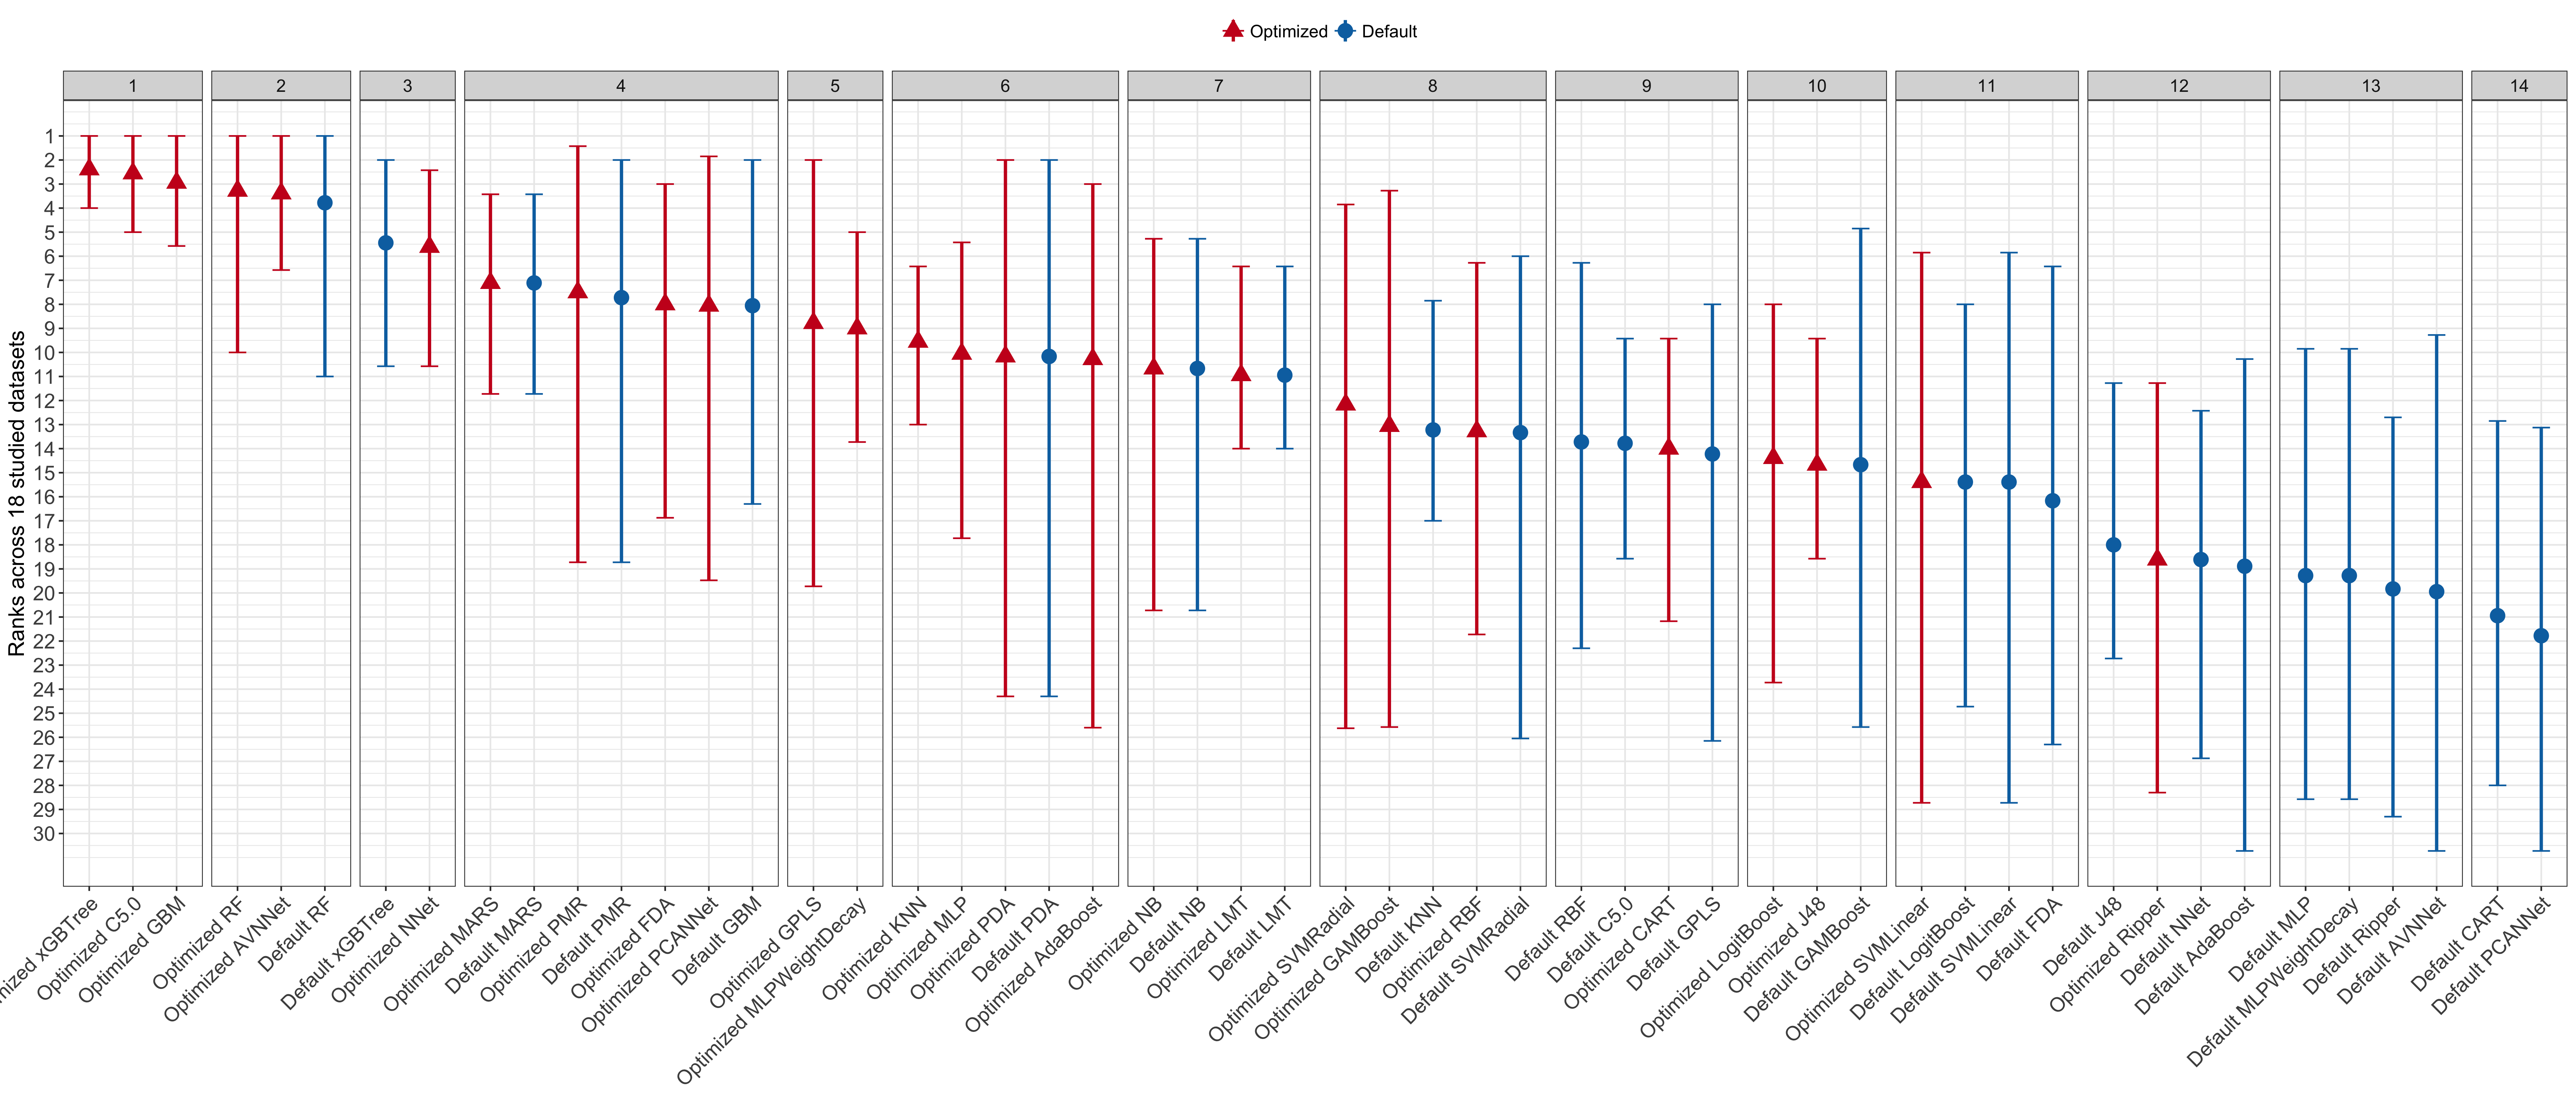 Optimized Default
1 2 3 4 5 6 7 8 9 10 11 12 13 14
Ranks across 18 studied datasets
1
2
3
4
5
6
7
8
9
10
11
12
13
14
15
16
17
18
19
20
21
22
23
24
25
26
27
28
29
30
mized xGBTree
Optimized C5.0
Optimized GBM
Optimized RF
Optimized AVNNet
Default RF
Default xGBTree
Optimized NNet
Optimized MARS
Default MARS
Optimized PMR
Default PMR
Optimized FDA
Optimized PCANNet
Default GBM
Optimized GPLS
Optimized MLPWeightDecay
Optimized KNN
Optimized MLP
Optimized PDA
Default PDA
Optimized AdaBoost
Optimized NB
Default NB
Optimized LMT
Default LMT
Optimized SVMRadial
Optimized GAMBoost
Default KNN
Optimized RBF
Default SVMRadial
Default RBF
Default C5.0
Optimized CART
Default GPLS
Optimized LogitBoost
Optimized J48
Default GAMBoost
Optimized SVMLinear
Default LogitBoost
Default SVMLinear
Default FDA
Default J48
Optimized Ripper
Default NNet
Default AdaBoost
Default MLP
Default MLPWeightDecay
Default Ripper
Default AVNNet
Default CART
Default PCANNet